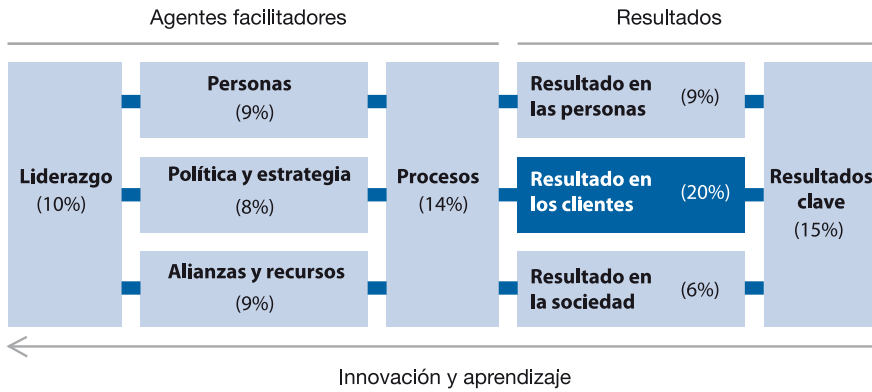 Agentes facilitadores
Resultados
Liderazgo
(10%)
Personas
(9%)
Política y estrategia
(8%)
Alianzas y recursos
(9%)
Procesos
(14%)
Resultado en
las personas
(9%)
Resultado en
los clientes
(20%)
Resultado en
la sociedad
(6%)
Resultados
clave
(15%)
Innovación y aprendizaje